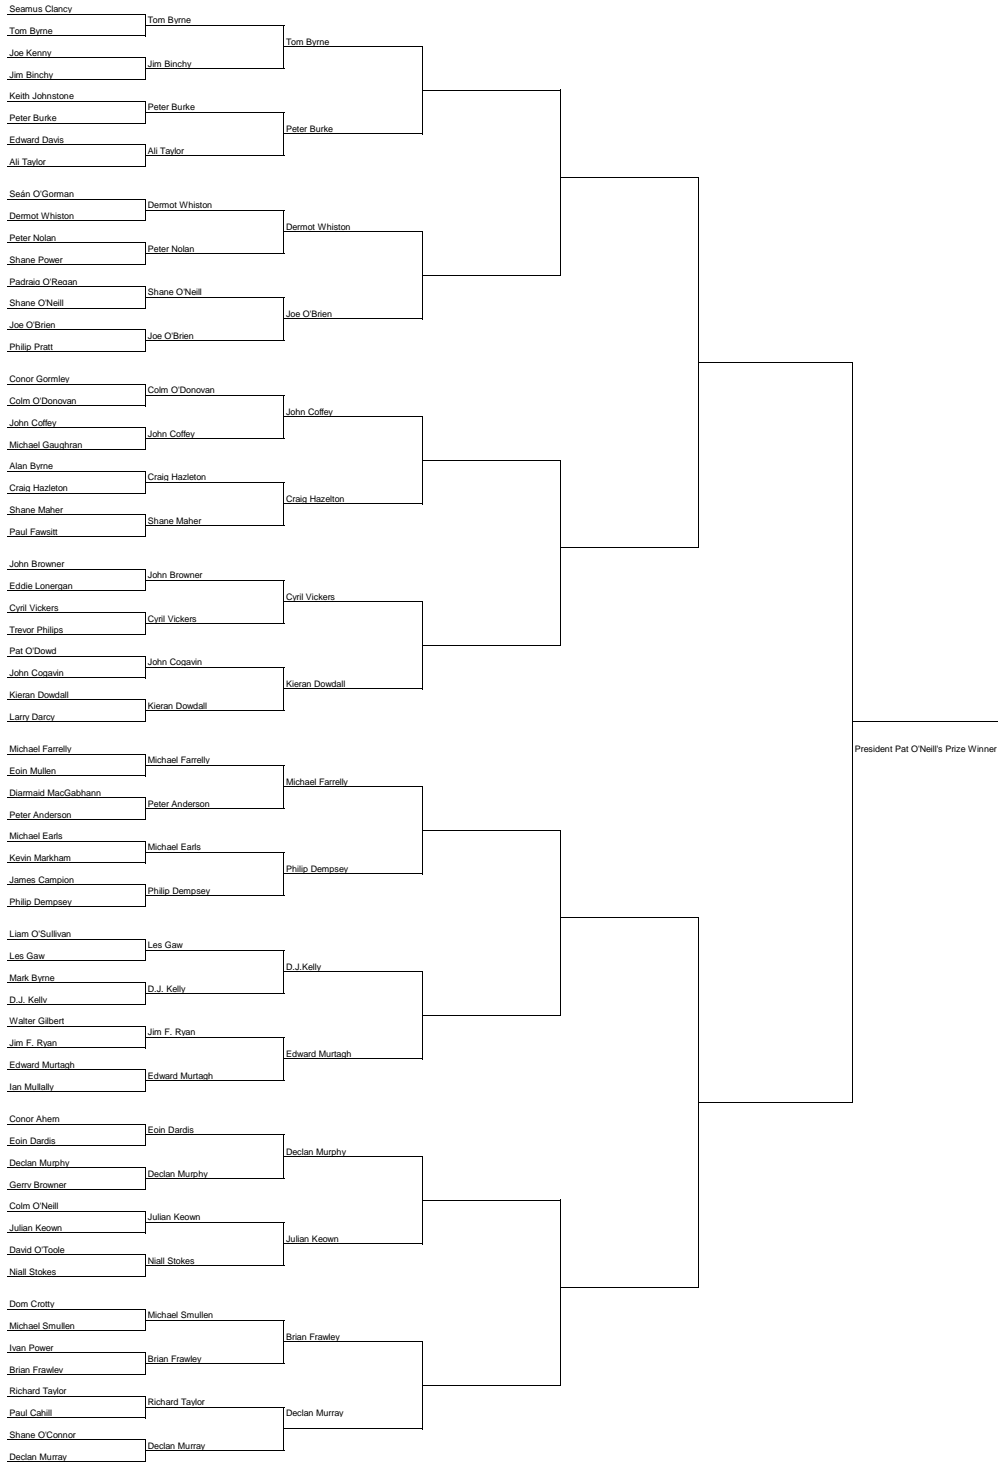 Seamus Clancy
Tom Byrne
Joe Kenny
Jim Binchy
Keith Johnstone
Peter Burke
Edward Davis
Ali Taylor
Seán O'Gorman
Dermot Whiston
Peter Nolan
Shane Power
Padraig O'Regan
Shane O'Neill
Joe O'Brien
Philip Pratt
Conor Gormley
Colm O'Donovan
John Coffey
Michael Gaughran
Alan Byrne
Craig Hazleton
Shane Maher
Paul Fawsitt
John Browner
Eddie Lonergan
Cyril Vickers
Trevor Philips
Pat O'Dowd
John Cogavin
Kieran Dowdall
Larry Darcy
Michael Farrelly
Eoin Mullen
Diarmaid MacGabhann
Peter Anderson
Michael Earls
Kevin Markham
James Campion
Philip Dempsey
Liam O'Sullivan
Les Gaw
Mark Byrne
D.J. Kelly
Walter Gilbert
Jim F. Ryan
Edward Murtagh
Ian Mullally
Conor Ahern
Eoin Dardis
Declan Murphy
Gerry Browner
Colm O'Neill
Julian Keown
David O'Toole
Niall Stokes
Dom Crotty
Michael Smullen
Ivan Power
Brian Frawley
Richard Taylor
Paul Cahill
Shane O'Connor
Declan Murray
Tom Byrne
Jim Binchy
Peter Burke
Ali Taylor
Dermot Whiston
Peter Nolan
Shane O'Neill
Joe O'Brien
Colm O'Donovan
John Coffey
Craig Hazleton
Shane Maher
John Browner
Cyril Vickers
John Cogavin
Kieran Dowdall
Michael Farrelly
Peter Anderson
Michael Earls
Philip Dempsey
Les Gaw
D.J. Kelly
Jim F. Ryan
Edward Murtagh
Eoin Dardis
Declan Murphy
Julian Keown
Niall Stokes
Michael Smullen
Brian Frawley
Richard Taylor
Declan Murray
Tom Byrne
Peter Burke
Dermot Whiston
Joe O'Brien
John Coffey
Craig Hazelton
Cyril Vickers
Kieran Dowdall
Michael Farrelly
Philip Dempsey
D.J.Kelly
Edward Murtagh
Declan Murphy
Julian Keown
Brian Frawley
Declan Murray
President Pat O'Neill's Prize Winner